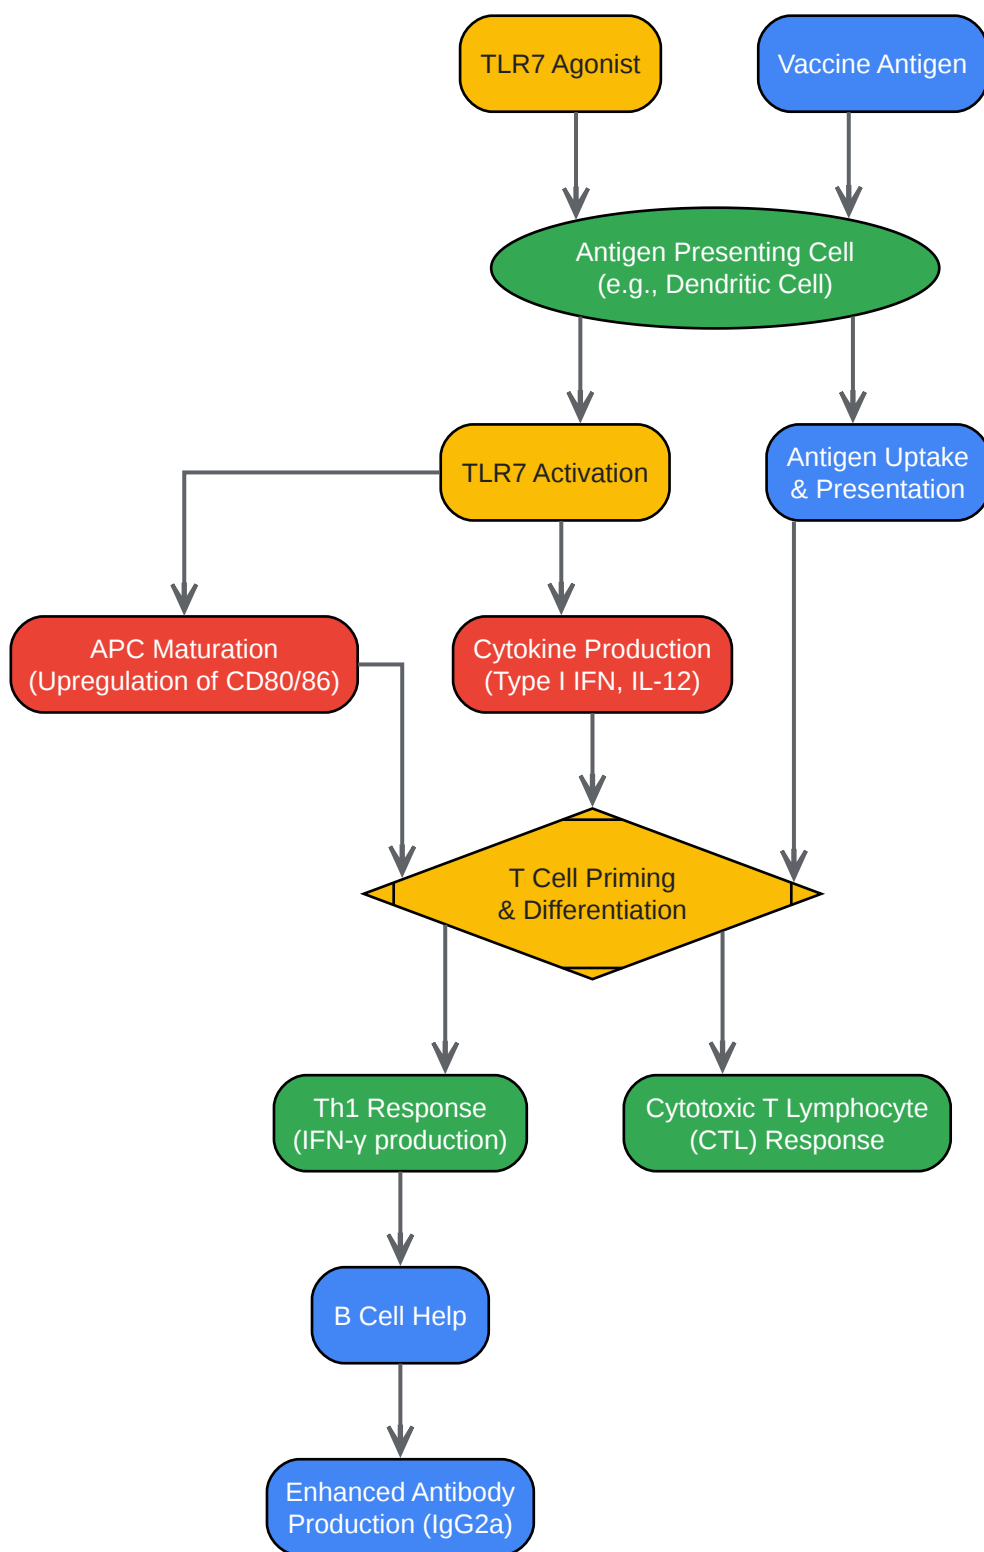 TLR7 Agonist
Vaccine Antigen
Antigen Presenting Cell
(e.g., Dendritic Cell)
TLR7 Activation
Antigen Uptake
& Presentation
APC Maturation
(Upregulation of CD80/86)
Cytokine Production
(Type I IFN, IL-12)
T Cell Priming
& Differentiation
Th1 Response
(IFN-γ production)
Cytotoxic T Lymphocyte
(CTL) Response
B Cell Help
Enhanced Antibody
Production (IgG2a)